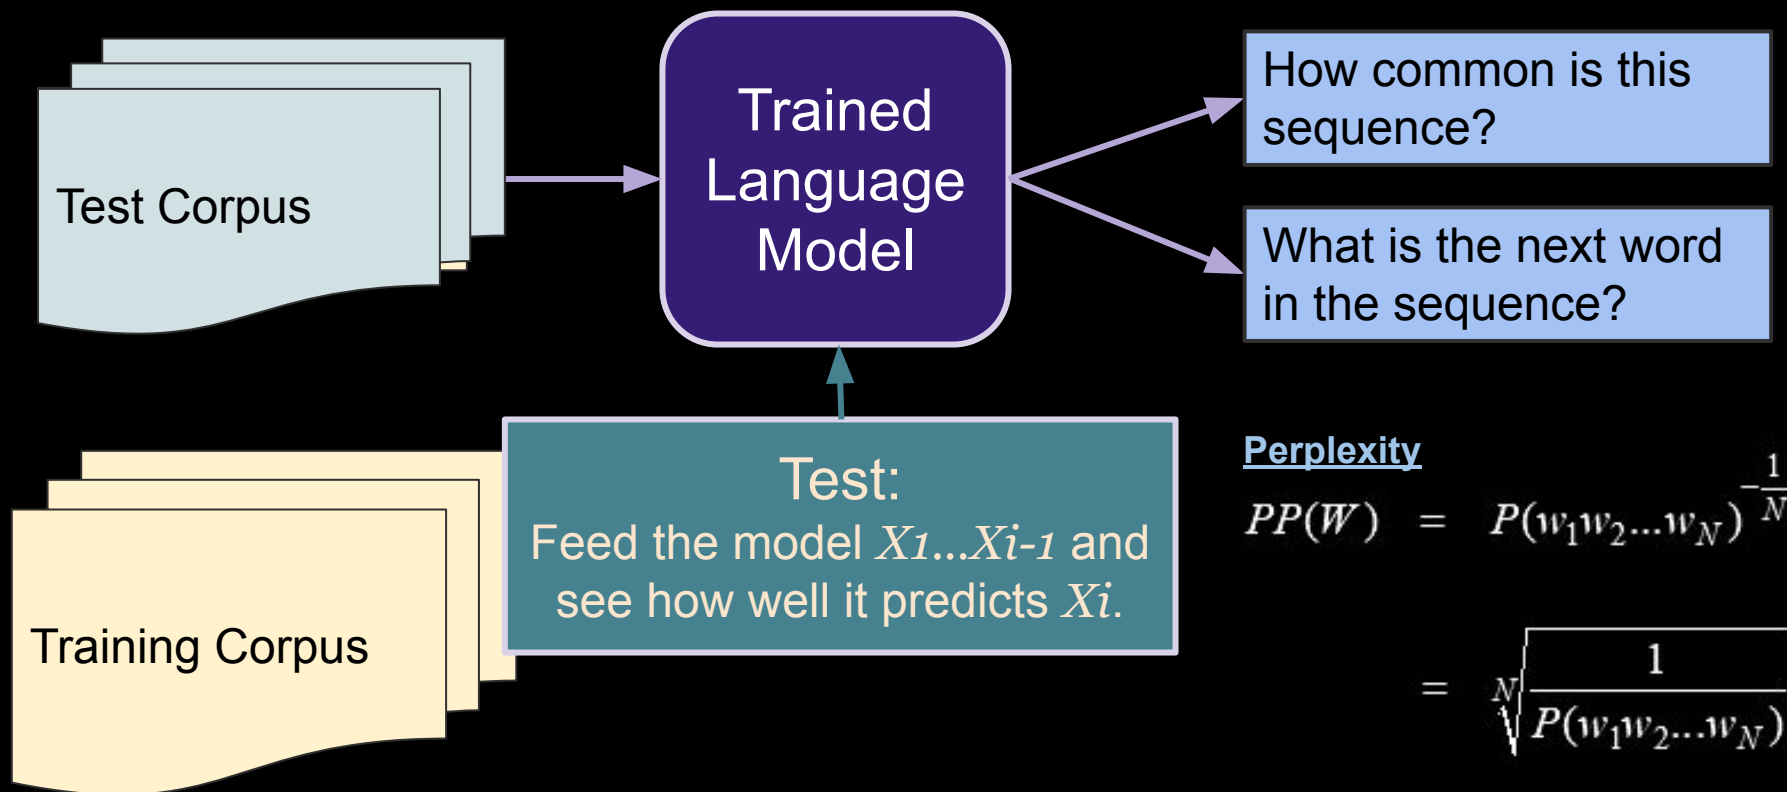 Test Corpus
Trained
Language
Model
How common is this
sequence?
What is the next word
in the sequence?
Training Corpus
Test:
Feed the model X1...Xi-1 and
see how well it predicts Xi.
Perplexity
PP(W) = P(w₁w₂...w_N)^(-1/N)
= ᴺ√(1/P(w₁w₂...w_N))